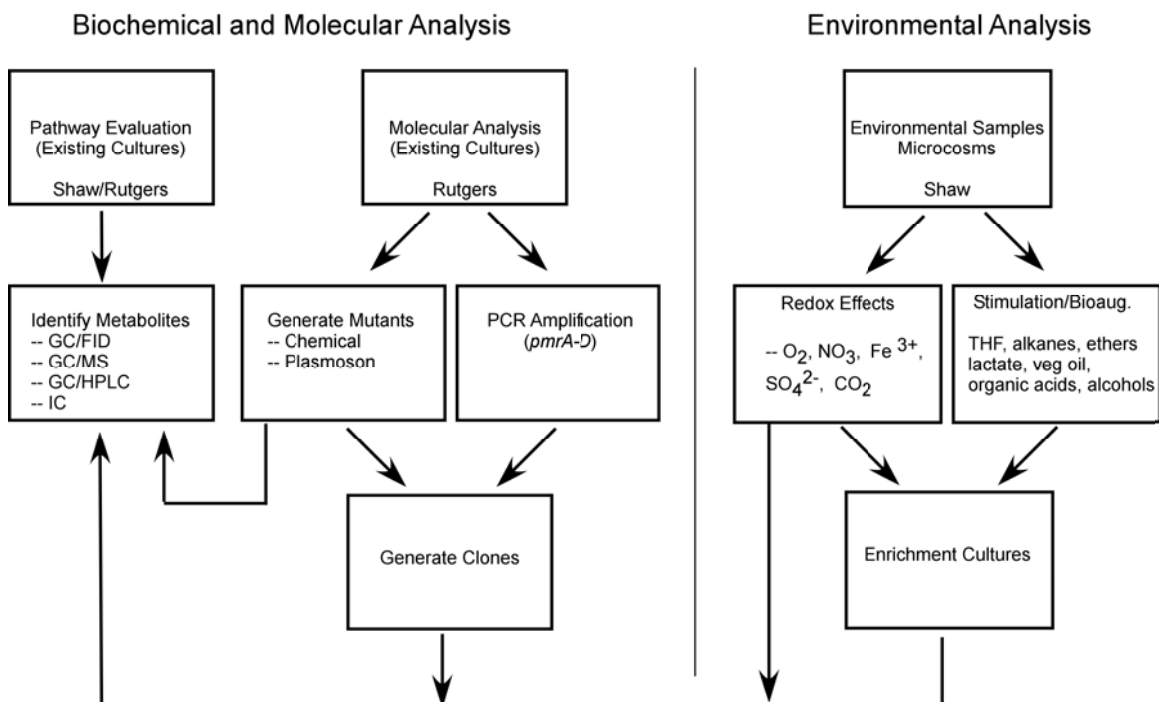 Biochemical and Molecular Analysis
Environmental Analysis
Pathway Evaluation
(Existing Cultures)
Shaw/Rutgers
Molecular Analysis
(Existing Cultures)
Rutgers
Environmental Samples
Microcosms
Shaw
Identify Metabolites
-- GC/FID
-- GC/MS
-- GC/HPLC
-- IC
Generate Mutants
-- Chemical
-- Plasmoson
PCR Amplification
(pmrA-D)
Redox Effects
-- O₂, NO₃, Fe ³⁺,
SO₄²⁻, CO₂
Stimulation/Bioaug.
THF, alkanes, ethers
lactate, veg oil,
organic acids, alcohols
Generate Clones
Enrichment Cultures